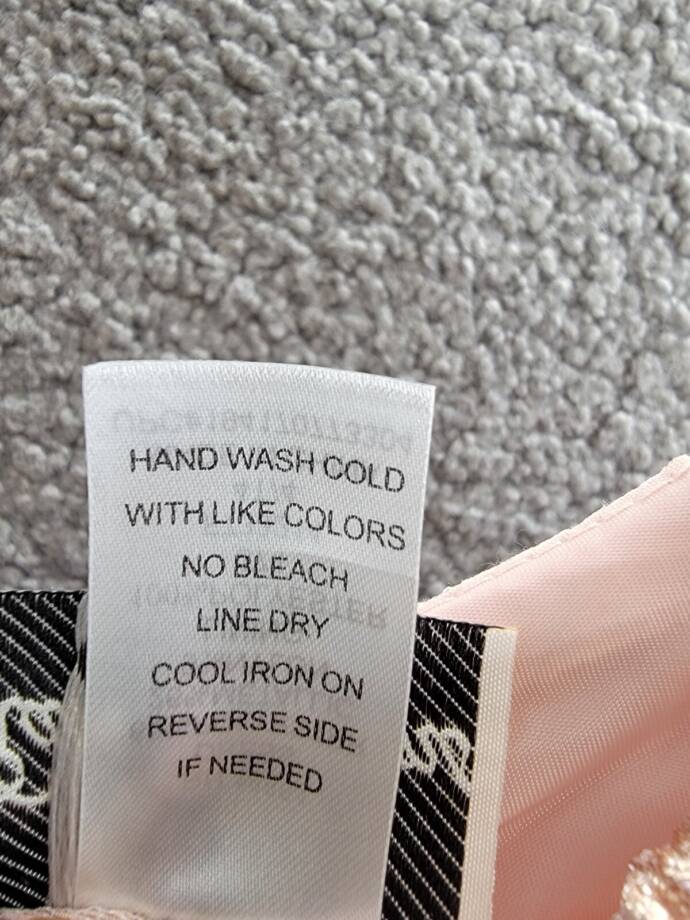 HAND WASH COLD
WITH LIKE COLORS
NO BLEACH
LINE DRY
COOL IRON ON
REVERSE SIDE
IF NEEDED